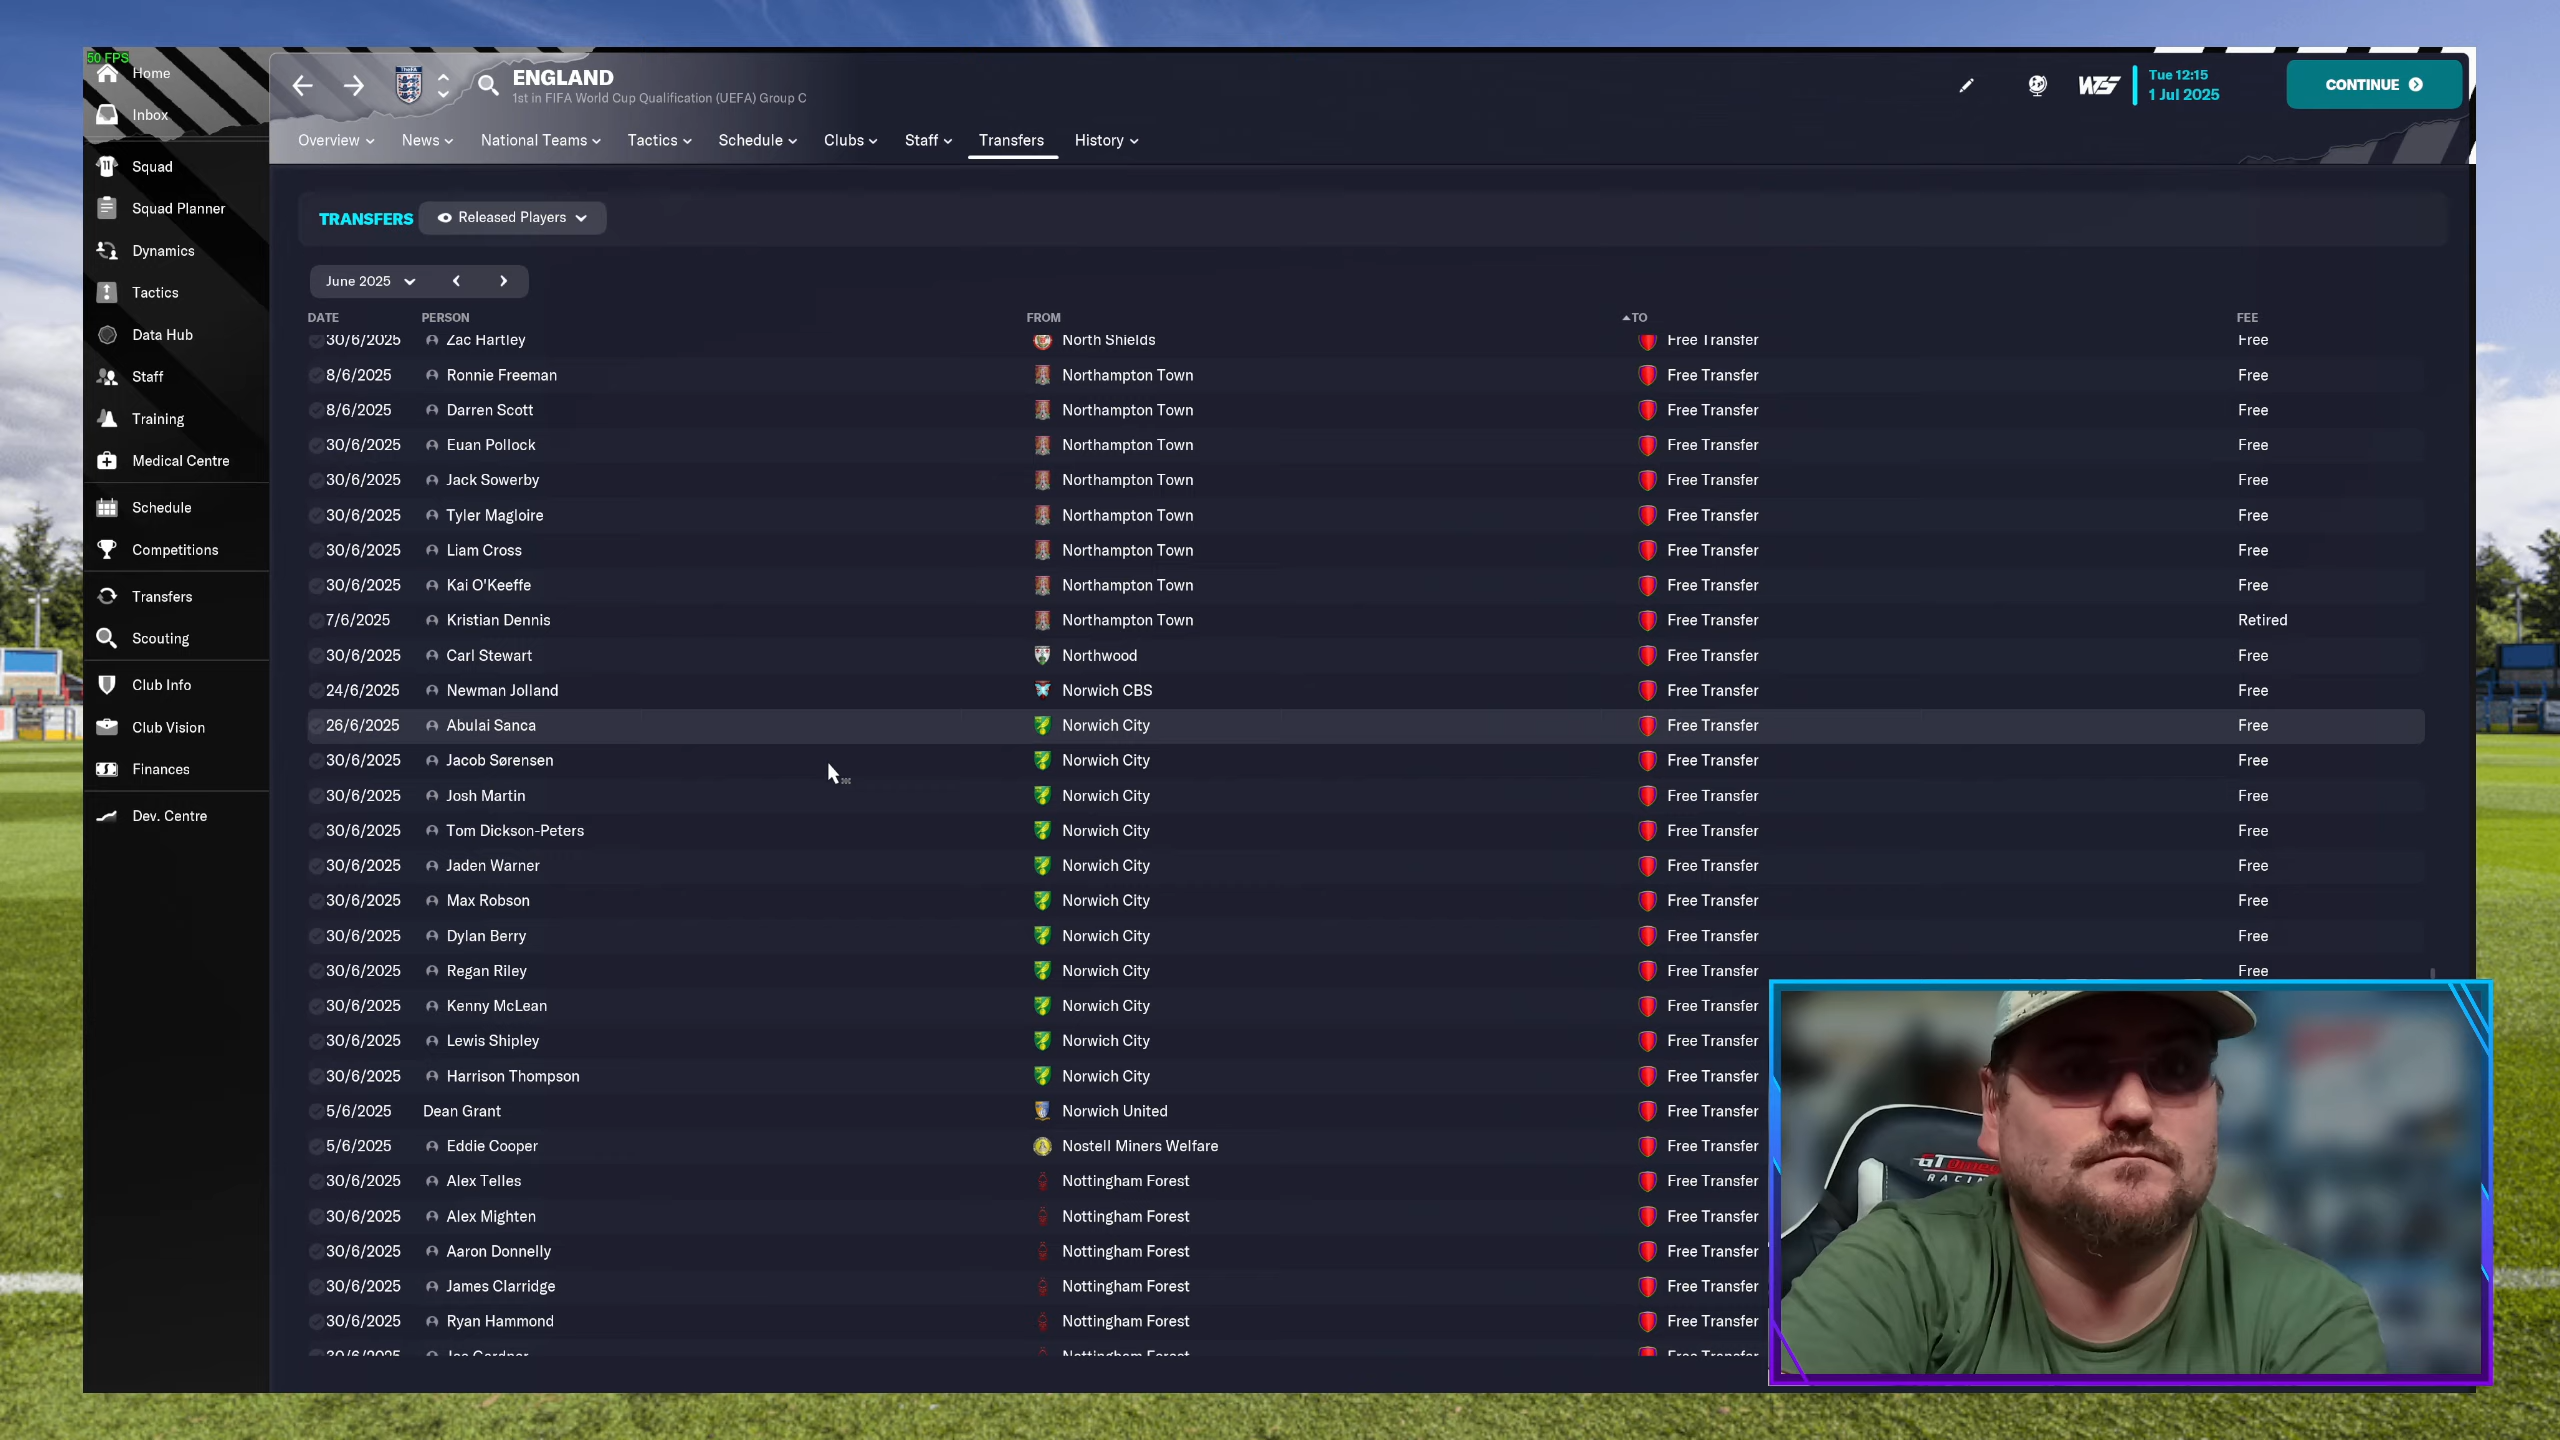 50 FPS
Home
Inbox
Squad
Squad Planner
Dynamics
Tactics
Data Hub
Staff
Training
Medical Centre
Schedule
Competitions
Transfers
Scouting
Club Info
Club Vision
Finances
Dev. Centre
ENGLAND
1st in FIFA World Cup Qualification (UEFA) Group C
Tue 12:15
1 Jul 2025
CONTINUE
Overview News National Teams Tactics Schedule Clubs Staff Transfers History
TRANSFERS Released Players
June 2025
DATE PERSON FROM TO FEE
30/6/2025 Zac Hartley North Shields Free Transfer Free
8/6/2025 Ronnie Freeman Northampton Town Free Transfer Free
8/6/2025 Darren Scott Northampton Town Free Transfer Free
30/6/2025 Euan Pollock Northampton Town Free Transfer Free
30/6/2025 Jack Sowerby Northampton Town Free Transfer Free
30/6/2025 Tyler Magloire Northampton Town Free Transfer Free
30/6/2025 Liam Cross Northampton Town Free Transfer Free
30/6/2025 Kai O'Keeffe Northampton Town Free Transfer Free
7/6/2025 Kristian Dennis Northampton Town Free Transfer Retired
30/6/2025 Carl Stewart Northwood Free Transfer Free
24/6/2025 Newman Jolland Norwich CBS Free Transfer Free
26/6/2025 Abulai Sanca Norwich City Free Transfer Free
30/6/2025 Jacob Sørensen Norwich City Free Transfer Free
30/6/2025 Josh Martin Norwich City Free Transfer Free
30/6/2025 Tom Dickson-Peters Norwich City Free Transfer Free
30/6/2025 Jaden Warner Norwich City Free Transfer Free
30/6/2025 Max Robson Norwich City Free Transfer Free
30/6/2025 Dylan Berry Norwich City Free Transfer Free
30/6/2025 Regan Riley Norwich City Free Transfer Free
30/6/2025 Kenny McLean Norwich City Free Transfer
30/6/2025 Lewis Shipley Norwich City Free Transfer
30/6/2025 Harrison Thompson Norwich City Free Transfer
5/6/2025 Dean Grant Norwich United Free Transfer
5/6/2025 Eddie Cooper Nostell Miners Welfare Free Transfer
30/6/2025 Alex Telles Nottingham Forest Free Transfer
30/6/2025 Alex Mighten Nottingham Forest Free Transfer
30/6/2025 Aaron Donnelly Nottingham Forest Free Transfer
30/6/2025 James Clarridge Nottingham Forest Free Transfer
30/6/2025 Ryan Hammond Nottingham Forest Free Transfer
GT Omega
RACIN